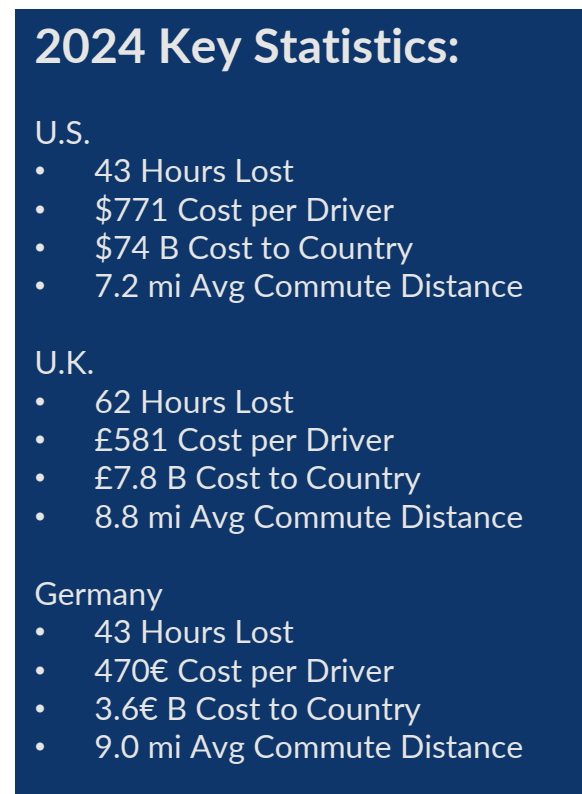 2024 Key Statistics:
U.S.
• 43 Hours Lost
• $771 Cost per Driver
• $74 B Cost to Country
• 7.2 mi Avg Commute Distance
U.K.
• 62 Hours Lost
• £581 Cost per Driver
• £7.8 B Cost to Country
• 8.8 mi Avg Commute Distance
Germany
• 43 Hours Lost
• 470€ Cost per Driver
• 3.6€ B Cost to Country
• 9.0 mi Avg Commute Distance